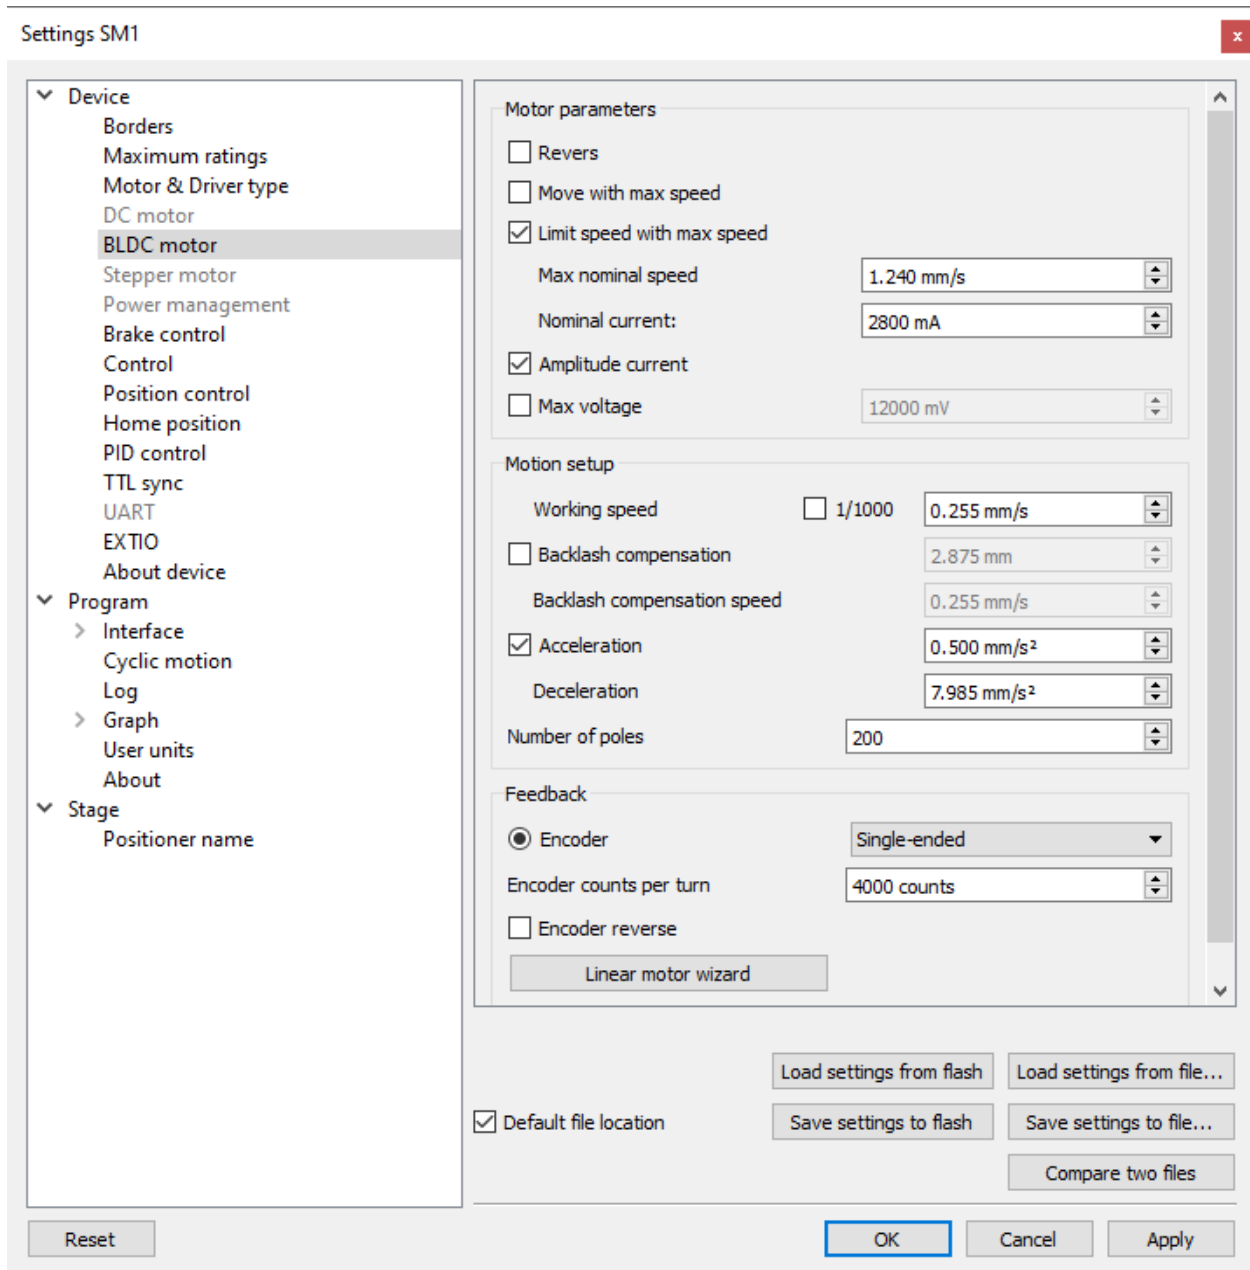 Settings SM1
x
Device
Borders
Maximum ratings
Motor & Driver type
DC motor
BLDC motor
Stepper motor
Power management
Brake control
Control
Position control
Home position
PID control
TTL sync
UART
EXTIO
About device
Program
Interface
Cyclic motion
Log
Graph
User units
About
Stage
Positioner name
Motor parameters
Revers
Move with max speed
Limit speed with max speed
Max nominal speed 1.240 mm/s
Nominal current: 2800 mA
Amplitude current
Max voltage 12000 mV
Motion setup
Working speed 1/1000 0.255 mm/s
Backlash compensation 2.875 mm
Backlash compensation speed 0.255 mm/s
Acceleration 0.500 mm/s²
Deceleration 7.985 mm/s²
Number of poles 200
Feedback
Encoder Single-ended
Encoder counts per turn 4000 counts
Encoder reverse
Linear motor wizard
Load settings from flash Load settings from file...
Default file location Save settings to flash Save settings to file...
Compare two files
Reset OK Cancel Apply